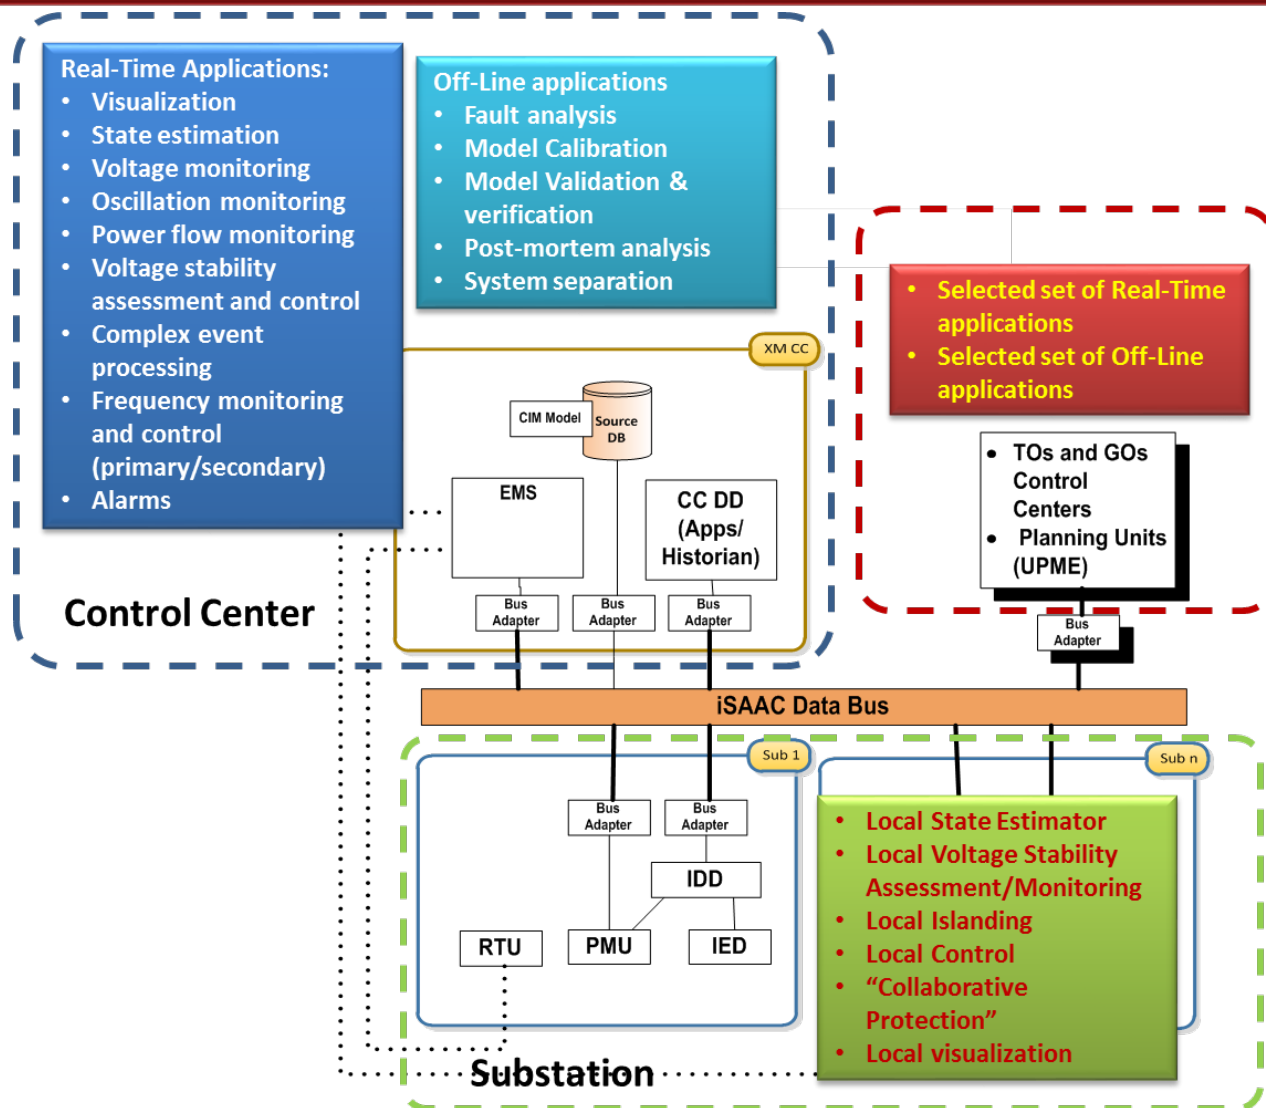 Real-Time Applications:
• Visualization
• State estimation
• Voltage monitoring
• Oscillation monitoring
• Power flow monitoring
• Voltage stability
assessment and control
• Complex event
processing
• Frequency monitoring
and control
(primary/secondary)
• Alarms
Off-Line applications
• Fault analysis
• Model Calibration
• Model Validation &
verification
• Post-mortem analysis
• System separation
• Selected set of Real-Time
applications
• Selected set of Off-Line
applications
XM CC
CIM Model
Source
DB
EMS
CC DD
(Apps/
Historian)
• TOs and GOs
Control
Centers
• Planning Units
(UPME)
Control Center
Bus
Adapter
Bus
Adapter
Bus
Adapter
Bus
Adapter
iSAAC Data Bus
Sub 1
Sub n
Bus
Adapter
Bus
Adapter
IDD
RTU
PMU
IED
• Local State Estimator
• Local Voltage Stability
Assessment/Monitoring
• Local Islanding
• Local Control
• “Collaborative
Protection”
• Local visualization
Substation